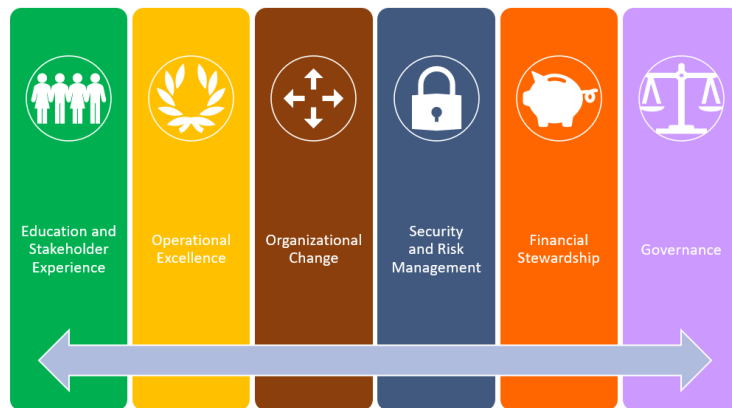 Education and
Stakeholder
Experience
Operational
Excellence
Organizational
Change
Security
and Risk
Management
Financial
Stewardship
Governance